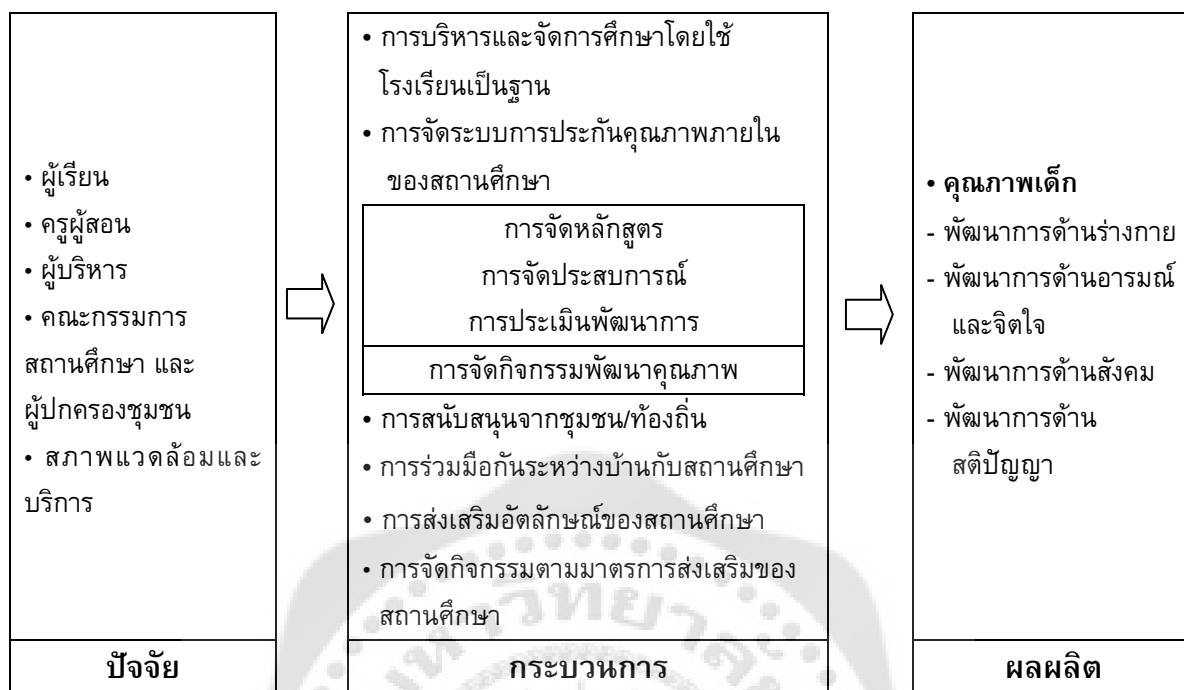 • ผู้เรียน
• ครูผู้สอน
• ผู้บริหาร
• คณะกรรมการ
สถานศึกษา และ
ผู้ปกครองชุมชน
• สภาพแวดล้อมและ
บริการ
ปัจจัย
• การบริหารและจัดการศึกษาโดยใช้
โรงเรียนเป็นฐาน
• การจัดระบบการประกันคุณภาพภายใน
ของสถานศึกษา
การจัดหลักสูตร
การจัดประสบการณ์
การประเมินพัฒนาการ
การจัดกิจกรรมพัฒนาคุณภาพ
• การสนับสนุนจากชุมชน/ท้องถิ่น
• การร่วมมือกันระหว่างบ้านกับสถานศึกษา
• การส่งเสริมอัตลักษณ์ของสถานศึกษา
• การจัดกิจกรรมตามมาตรการส่งเสริมของ
สถานศึกษา
กระบวนการ
• คุณภาพเด็ก
- พัฒนาการด้านร่างกาย
- พัฒนาการด้านอารมณ์
และจิตใจ
- พัฒนาการด้านสังคม
- พัฒนาการด้าน
สติปัญญา
ผลผลิต